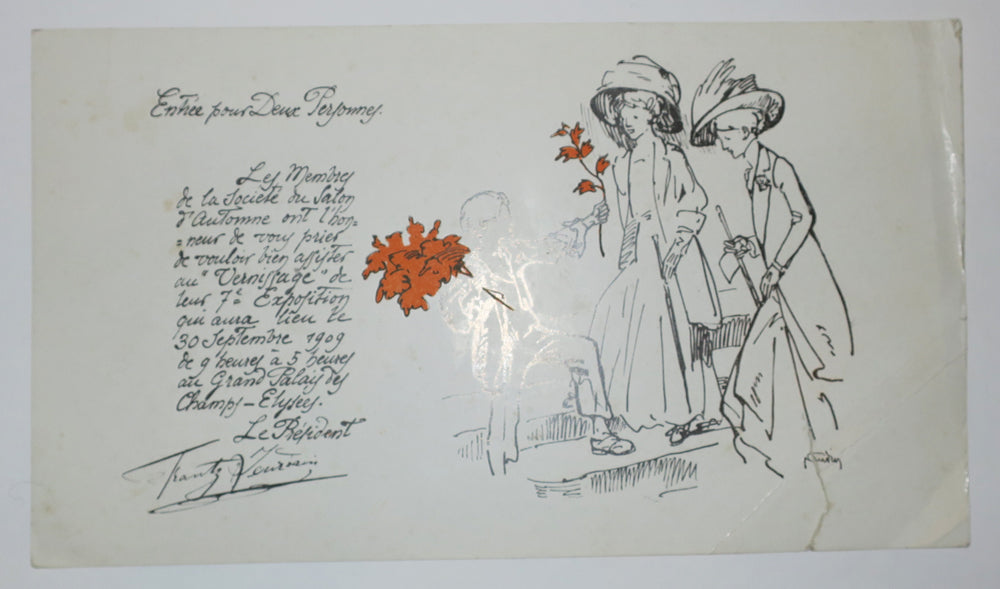 Entrée pour Deux Personnes.
Les Membres
de la Société du Salon
d'Automne ont l'hon-
=neur de vous prier
de vouloir bien assister
au "Vernissage" de
leur 7e Exposition
qui aura lieu le
30 Septembre 1909
de 9 heures à 5 heures
au Grand Palais des
Champs-Elysées.
Le Président
Frantz Jourdain